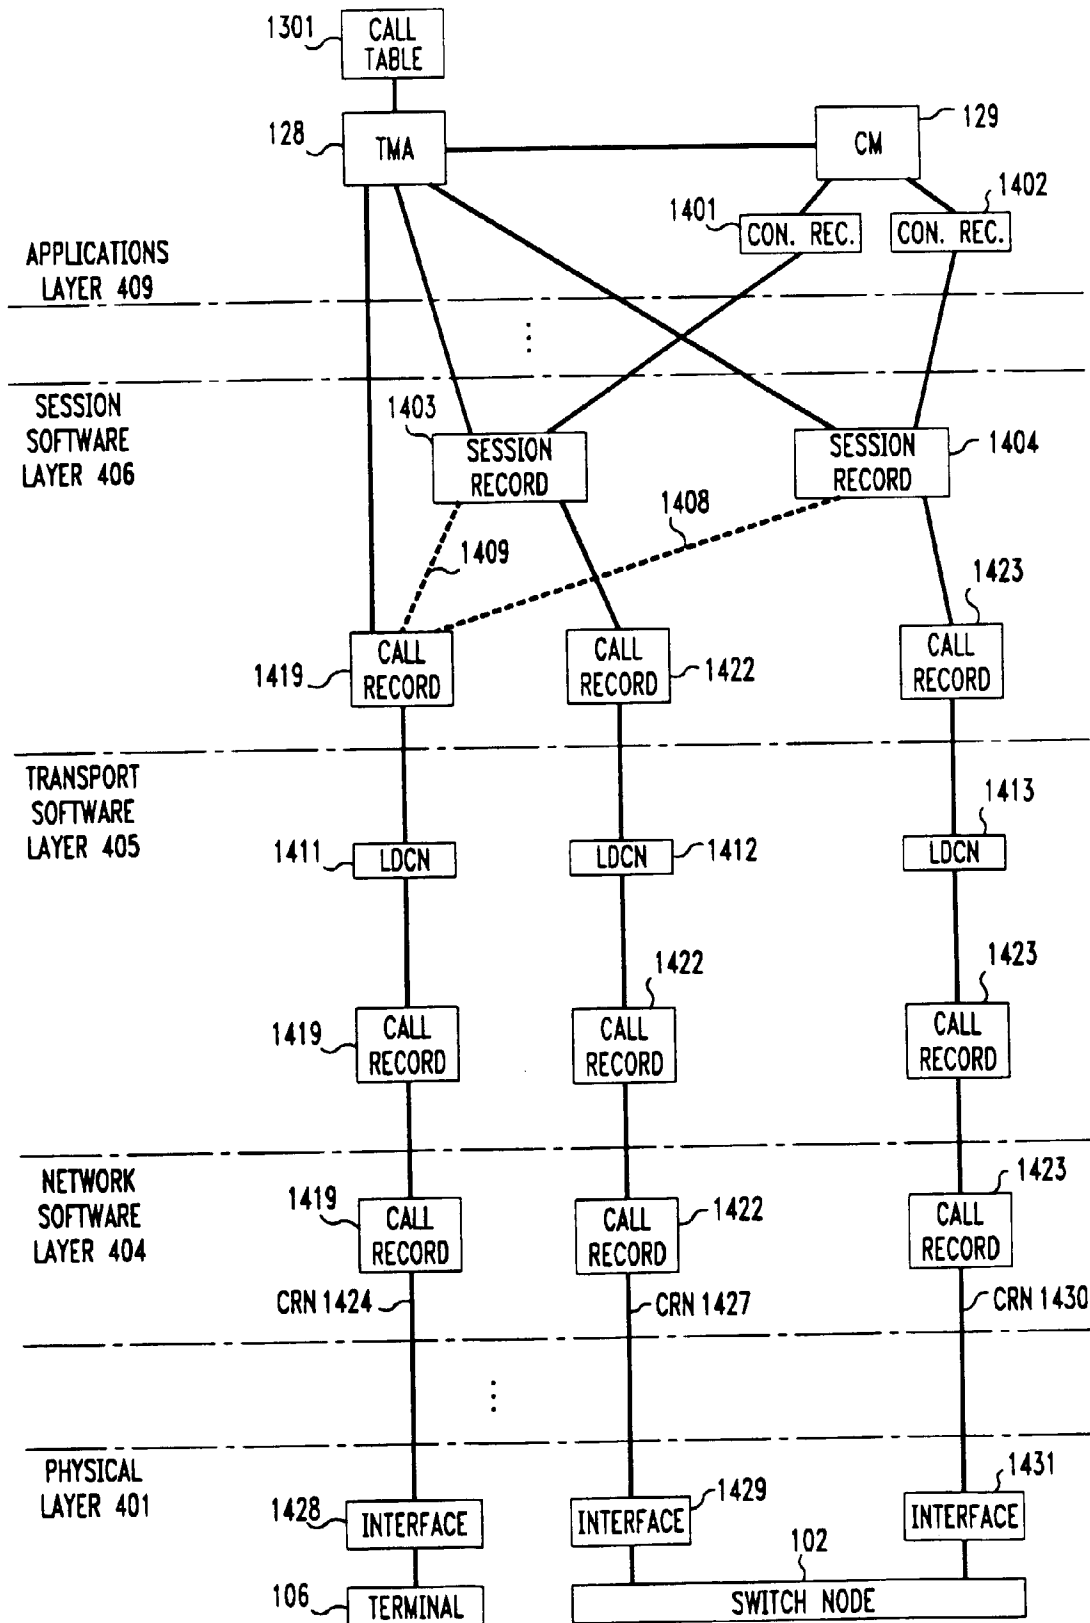 1301
CALL
TABLE
128
TMA
129
CM
1401
1402
CON. REC.
CON. REC.
APPLICATIONS
LAYER 409
SESSION
SOFTWARE
LAYER 406
1403
SESSION
RECORD
SESSION
RECORD
1404
1408
1409
1423
1419
CALL
RECORD
CALL
RECORD
1422
CALL
RECORD
TRANSPORT
SOFTWARE
LAYER 405
1411
LDCN
LDCN
1412
1413
LDCN
1422
1423
1419
CALL
RECORD
CALL
RECORD
CALL
RECORD
NETWORK
SOFTWARE
LAYER 404
1419
CALL
RECORD
CALL
RECORD
1422
1423
CALL
RECORD
CRN 1424
CRN 1427
CRN 1430
PHYSICAL
LAYER 401
1428
INTERFACE
INTERFACE
1429
1431
INTERFACE
102
106
TERMINAL
SWITCH NODE